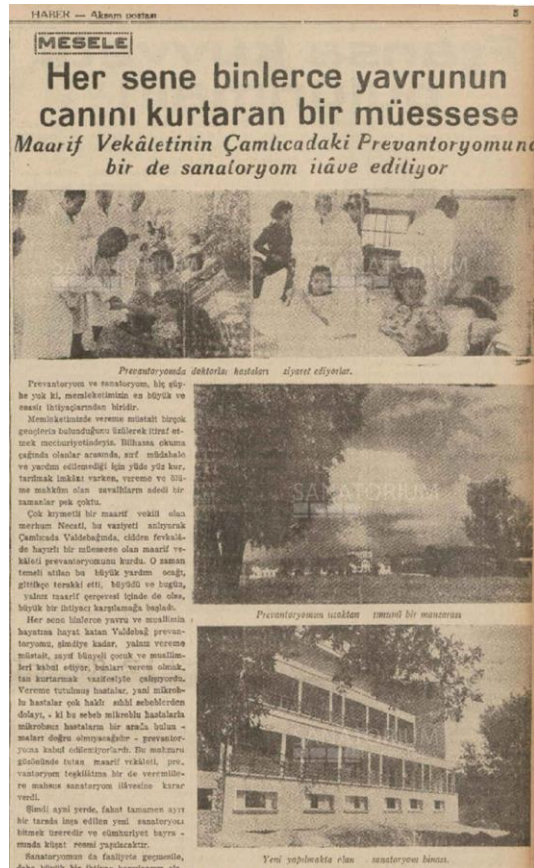 HABER — Akşam postası
5
MESELE
Her sene binlerce yavrunun
canını kurtaran bir müessese
Maarif Vekâletinin Çamlıcadaki Prevantoryomuna
bir de sanatoryom ilâve ediliyor
SANATORIUM
Prevantoryomda doktorlar hastaları ziyaret ediyorlar.
Prevantoryom ve sanatoryom, hiç şüp-
he yok ki, memleketimizin en büyük ve
esaslı ihtiyaçlarından biridir.
Memleketimizde vereme müstait birçok
gençlerin bulunduğunu üzülerek itiraf et-
mek mecburiyetindeyiz. Bilhassa okuma
çağında olanlar arasında, sırf müdahale
ve yardım edilemediği için yüde yüz kur,
tarılmak imkânı varken, vereme ve ölü-
me mahkûm olan zavallıların adedi bir
zamanlar pek çoktu.
Çok kıymetli bir maarif vekili olan
merhum Necati, bu vaziyeti anlıyarak
Çamlıcada Valdebağında, cidden fevkalâ-
de hayırlı bir müessese olan maarif ve-
kâleti prevantoryomunu kurdu. O zaman
temeli atılan bu büyük yardım ocağı,
gittikçe terakki etti, büyüdü ve bugün,
yalnız maarif çerçevesi içinde de olsa,
büyük bir ihtiyacı karşılamağa başladı.
Her sene binlerce yavru ve muallimin
hayatına hayat katan Valdebağ prevan-
toryomu, şimdiye kadar, yalnız vereme
müstait, zayıf bünyeli çocuk ve muallim-
leri kabul ediyor, bunları verem olmak,
tan kurtarmak vazifesiyle çalışıyordu.
Vereme tutulmuş hastalar, yani mikrob-
lu hastalar çok haklı sıhhi sebeblerden
dolayı, - ki bu sebeb mikroblu hastalarla
mikrobsuz hastaların bir arada bulun -
maları doğru olmıyacağıdır - prevantor-
yoma kabul edilemiyorlardı. Bu mahzuru
gözönünde tutan maarif vekâleti, pre,
vantoryom teşkilâtına bir de veremlile-
re mahsus sanatoryom ilâvesine karar
verdi.
Şimdi ayni yerde, fakat tamamen ayrı
bir tarzda inşa edilen yeni sanatoryom
bitmek üzeredir ve cümhuriyet bayra -
mında küşat resmi yapılacaktır.
Sanatoryomun da faaliyete geçmesile,
Prevantoryomun uzaktan umumî bir manzarası
Yeni yapılmakta olan sanatoryom binası.